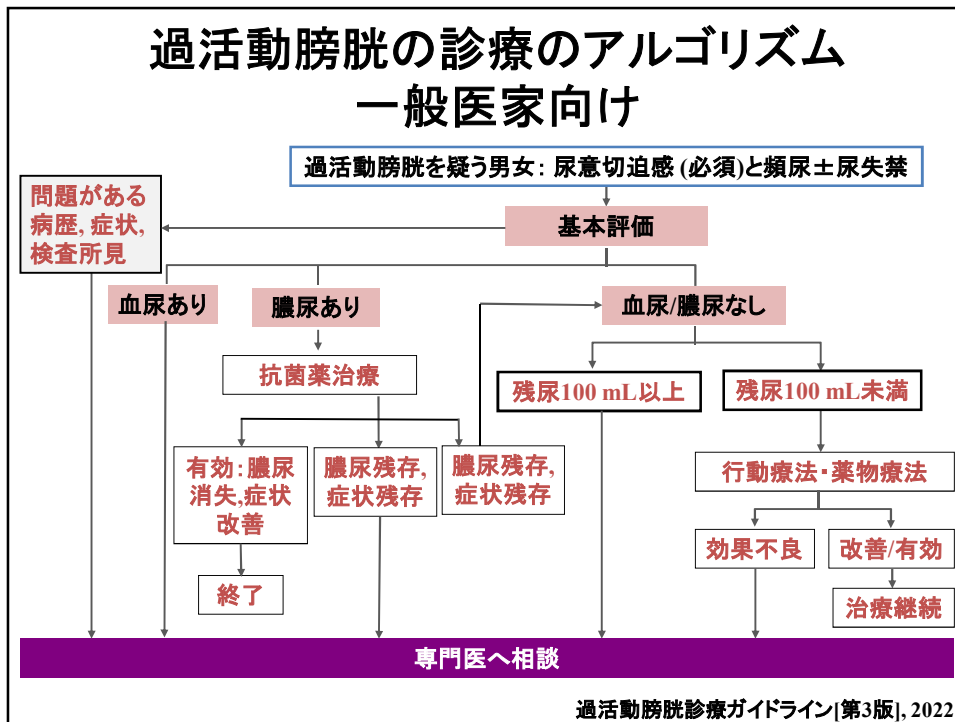 過活動膀胱の診療のアルゴリズム
一般医家向け
過活動膀胱を疑う男女： 尿意切迫感 (必須)と頻尿±尿失禁
問題がある
病歴, 症状,
検査所見
基本評価
血尿あり
膿尿あり
血尿/膿尿なし
抗菌薬治療
残尿100 mL以上
残尿100 mL未満
有効：膿尿
消失,症状
改善
膿尿残存,
症状残存
膿尿残存,
症状残存
行動療法・薬物療法
効果不良
改善/有効
終了
治療継続
専門医へ相談
過活動膀胱診療ガイドライン[第3版], 2022